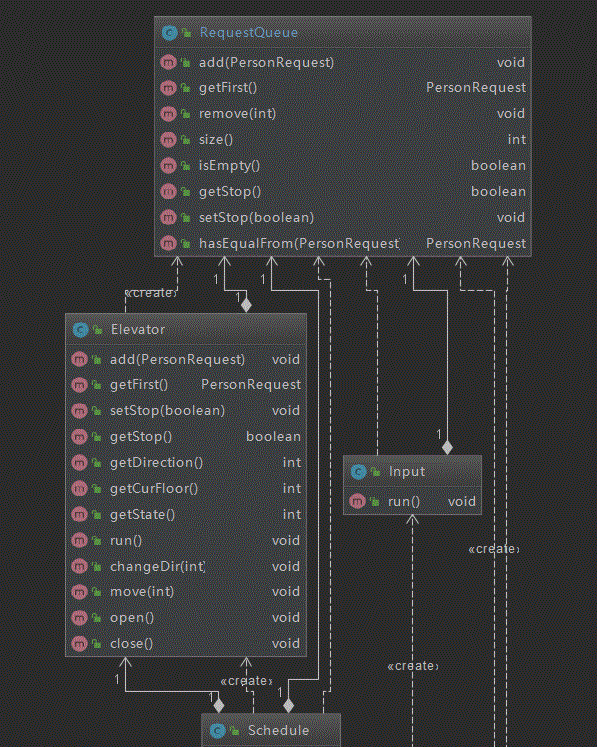 RequestQueue
add(PersonRequest) void
getFirst() PersonRequest
remove(int) void
size() int
isEmpty() boolean
getStop() boolean
setStop(boolean) void
hasEqualFrom(PersonRequest PersonRequest
1 1 1
«create»
1
Elevator
add(PersonRequest) void
getFirst() PersonRequest
setStop(boolean) void
getStop() boolean
getDirection() int
getCurFloor() int
getState() int
run() void
changeDir(int) void
move(int) void
open() void
close() void
1
Input
run() void
«create»
«create»
1 «create»
1 1
Schedule